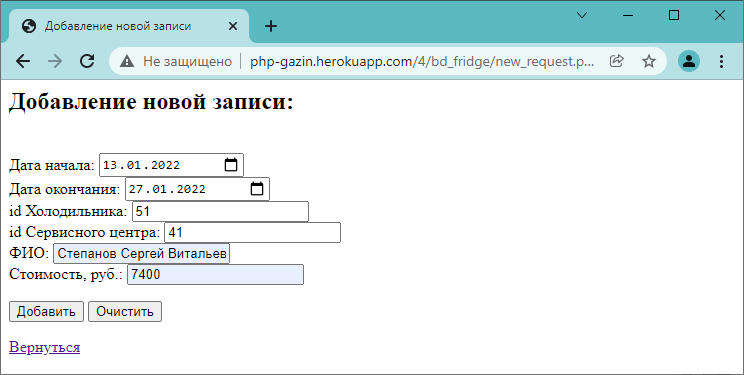 Добавление новой записи
Не защищено | php-gazin.herokuapp.com/4/bd_fridge/new_request.p...
Добавление новой записи:
Дата начала: 13.01.2022
Дата окончания: 27.01.2022
id Холодильника: 51
id Сервисного центра: 41
ФИО: Степанов Сергей Витальев
Стоимость, руб.: 7400
Добавить Очистить
Вернуться